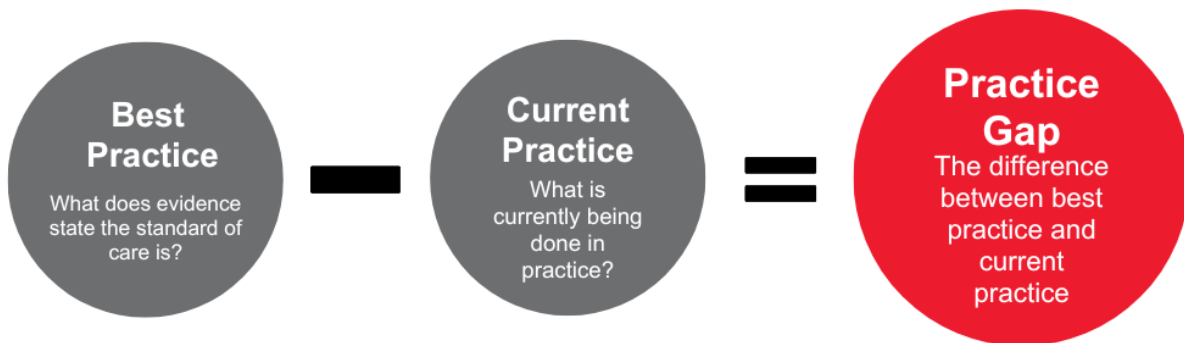 Best
Practice
What does evidence
state the standard of
care is?
Current
Practice
What is
currently being
done in
practice?
Practice
Gap
The difference
between best
practice and
current
practice